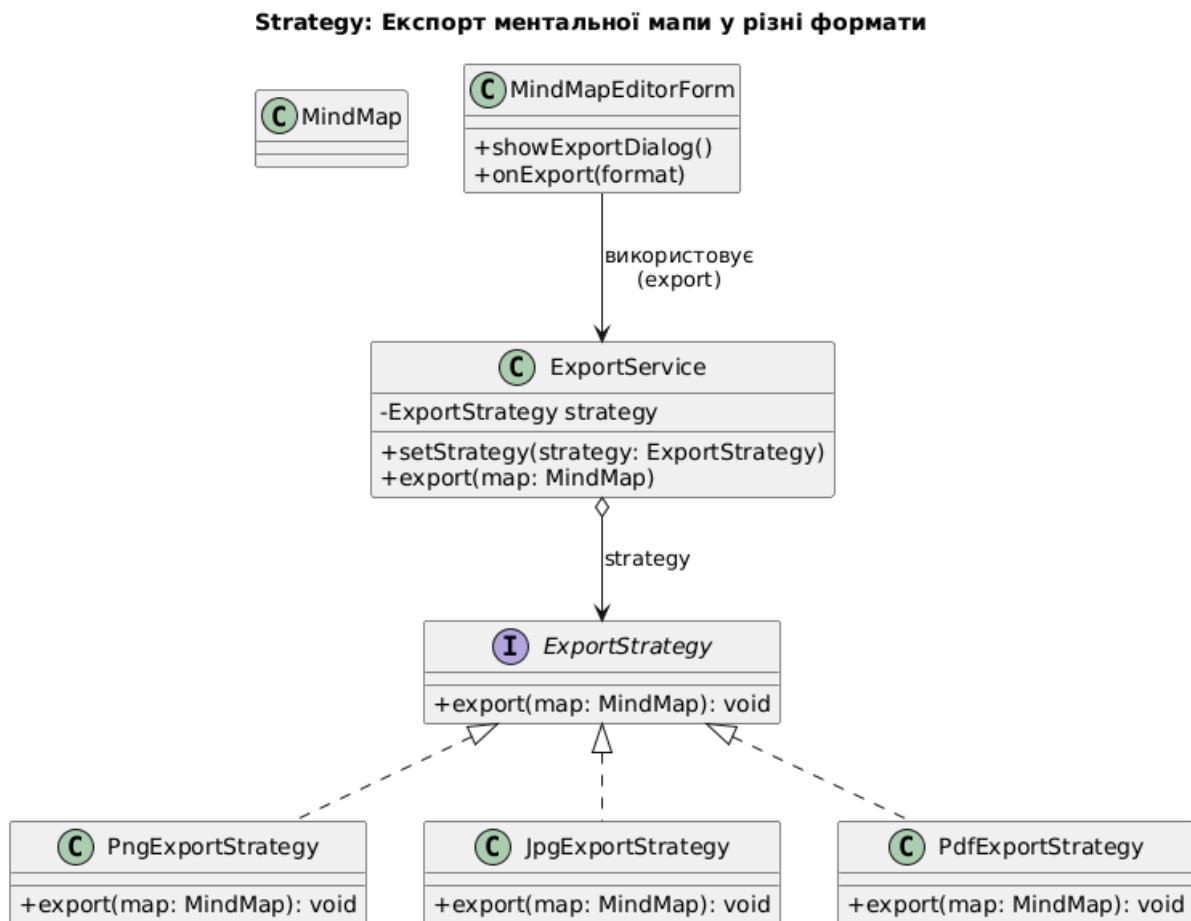 Strategy: Експорт ментальної мапи у різні формати
C MindMap
C MindMapEditorForm
+showExportDialog()
+onExport(format)
використовує
(export)
C ExportService
-ExportStrategy strategy
+setStrategy(strategy: ExportStrategy)
+export(map: MindMap)
strategy
I ExportStrategy
+export(map: MindMap): void
C PngExportStrategy
+export(map: MindMap): void
C JpgExportStrategy
+export(map: MindMap): void
C PdfExportStrategy
+export(map: MindMap): void